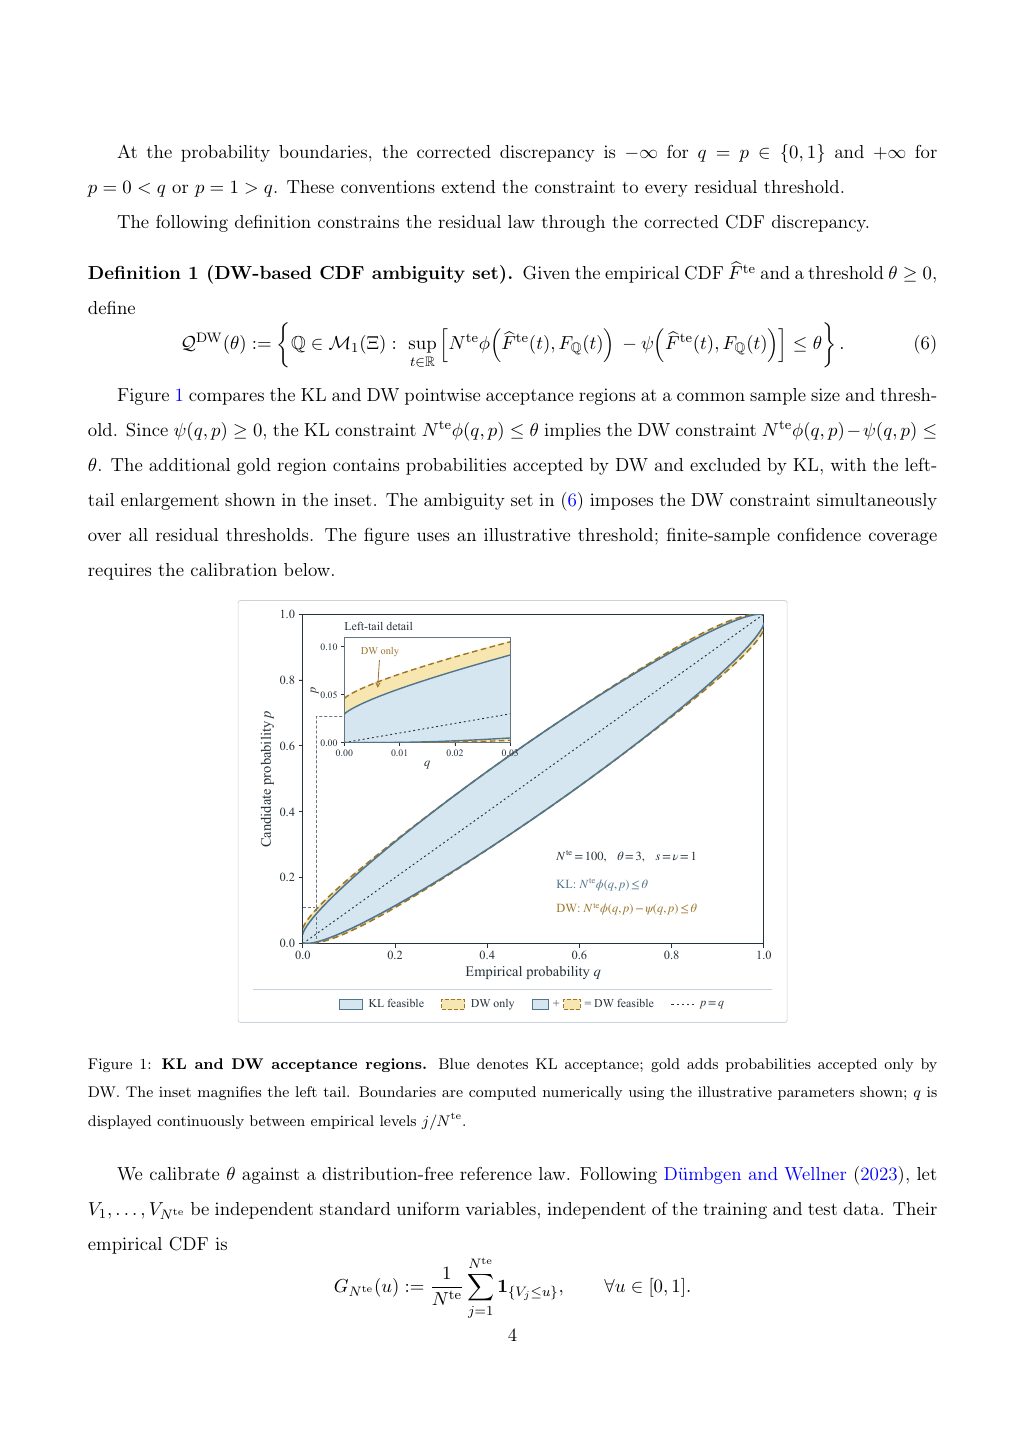 At the probability boundaries, the corrected discrepancy is −∞ for q = p ∈ {0, 1} and +∞ for
p = 0 < q or p = 1 > q. These conventions extend the constraint to every residual threshold.
The following definition constrains the residual law through the corrected CDF discrepancy.
Definition 1 (DW-based CDF ambiguity set). Given the empirical CDF F̂^te and a threshold θ ≥ 0,
define
𝒬^DW(θ) := { ℚ ∈ ℳ₁(Ξ) : sup_{t∈ℝ} [ N^te ϕ( F̂^te(t), F_ℚ(t) ) − ψ( F̂^te(t), F_ℚ(t) ) ] ≤ θ } . (6)
Figure 1 compares the KL and DW pointwise acceptance regions at a common sample size and thresh-
old. Since ψ(q, p) ≥ 0, the KL constraint N^te ϕ(q, p) ≤ θ implies the DW constraint N^te ϕ(q, p) − ψ(q, p) ≤
θ. The additional gold region contains probabilities accepted by DW and excluded by KL, with the left-
tail enlargement shown in the inset. The ambiguity set in (6) imposes the DW constraint simultaneously
over all residual thresholds. The figure uses an illustrative threshold; finite-sample confidence coverage
requires the calibration below.
1.0
0.8
0.6
0.4
0.2
0.0
Candidate probability p
Left-tail detail
DW only
0.10
0.05
0.00
p
0.00 0.01 0.02 0.03
q
N^te = 100, θ = 3, s = ν = 1
KL: N^te ϕ(q, p) ≤ θ
DW: N^te ϕ(q, p) − ψ(q, p) ≤ θ
0.0 0.2 0.4 0.6 0.8 1.0
Empirical probability q
KL feasible DW only + = DW feasible p = q
Figure 1: KL and DW acceptance regions. Blue denotes KL acceptance; gold adds probabilities accepted only by
DW. The inset magnifies the left tail. Boundaries are computed numerically using the illustrative parameters shown; q is
displayed continuously between empirical levels j/N^te.
We calibrate θ against a distribution-free reference law. Following Dümbgen and Wellner (2023), let
V₁, . . . , V_{N^te} be independent standard uniform variables, independent of the training and test data. Their
empirical CDF is
G_{N^te}(u) := 1/N^te ∑_{j=1}^{N^te} 𝟏_{V_j ≤ u}, ∀u ∈ [0, 1].
4